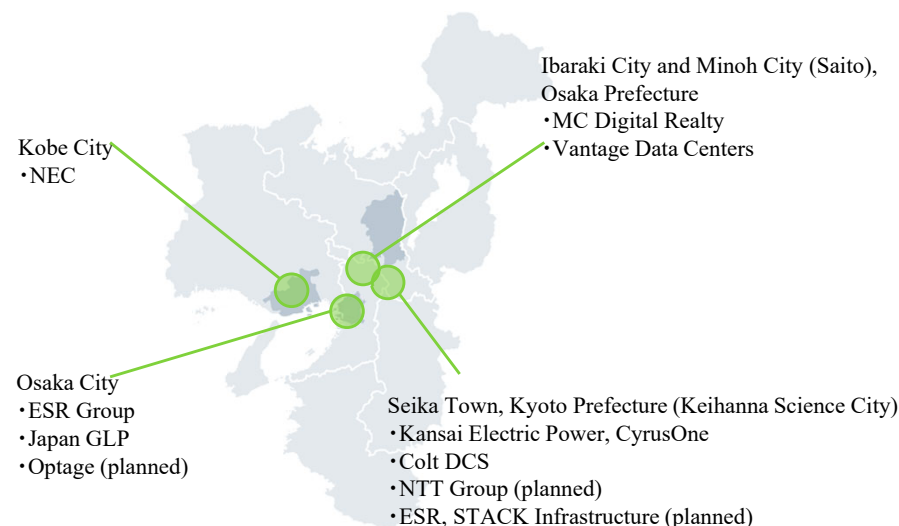 Ibaraki City and Minoh City (Saito),
Osaka Prefecture
・MC Digital Realty
・Vantage Data Centers
Kobe City
・NEC
Osaka City
・ESR Group
・Japan GLP
・Optage (planned)
Seika Town, Kyoto Prefecture (Keihanna Science City)
・Kansai Electric Power, CyrusOne
・Colt DCS
・NTT Group (planned)
・ESR, STACK Infrastructure (planned)